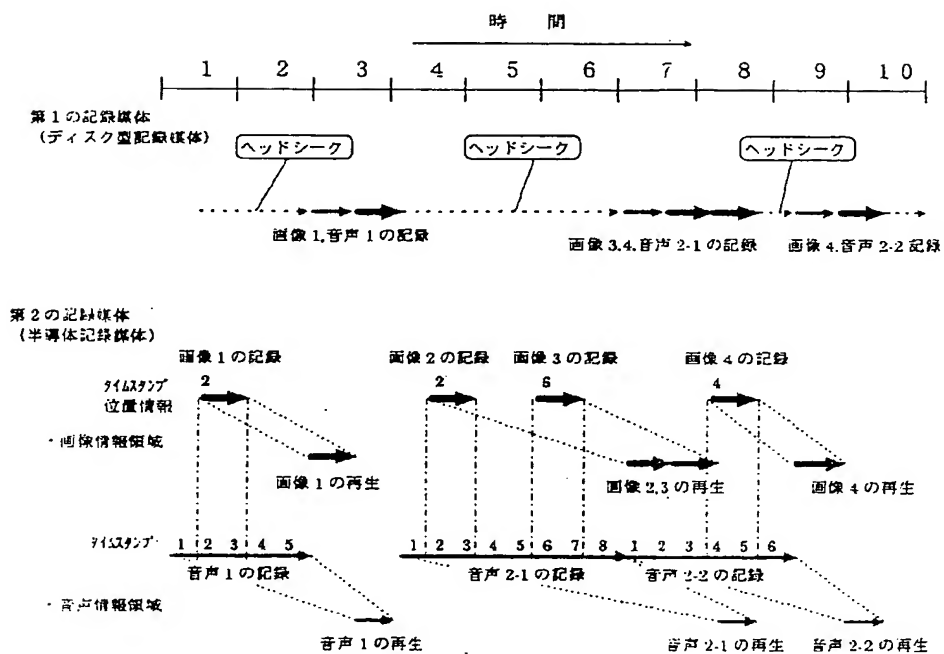 時　間
1 2 3 4 5 6 7 8 9 10
第1の記録媒体
（ディスク型記録媒体）
ヘッドシーク ヘッドシーク ヘッドシーク
画像1,音声1の記録 画像3,4,音声2-1の記録 画像4,音声2-2記録
第2の記録媒体
（半導体記録媒体）
画像1の記録 画像2の記録 画像3の記録 画像4の記録
ﾀｲﾑｽﾀﾝﾌﾟ 2 2 6 4
位置情報
・画像情報領域
画像1の再生 画像2,3の再生 画像4の再生
ﾀｲﾑｽﾀﾝﾌﾟ 1 2 3 4 5 1 2 3 4 5 6 7 8 1 2 3 4 5 6
音声1の記録 音声2-1の記録 音声2-2の記録
・音声情報領域
音声1の再生 音声2-1の再生 音声2-2の再生